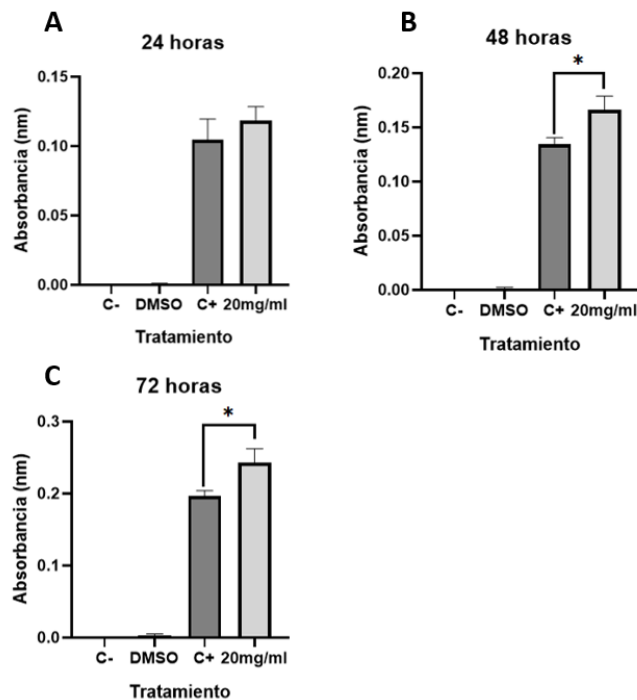 A
24 horas
Absorbancia (nm)
0.15
0.10
0.05
0.00
C- DMSO C+ 20mg/ml
Tratamiento
B
48 horas
Absorbancia (nm)
0.20
0.15
0.10
0.05
0.00
*
C- DMSO C+ 20mg/ml
Tratamiento
C
72 horas
Absorbancia (nm)
0.3
0.2
0.1
0.0
*
C- DMSO C+ 20mg/ml
Tratamiento